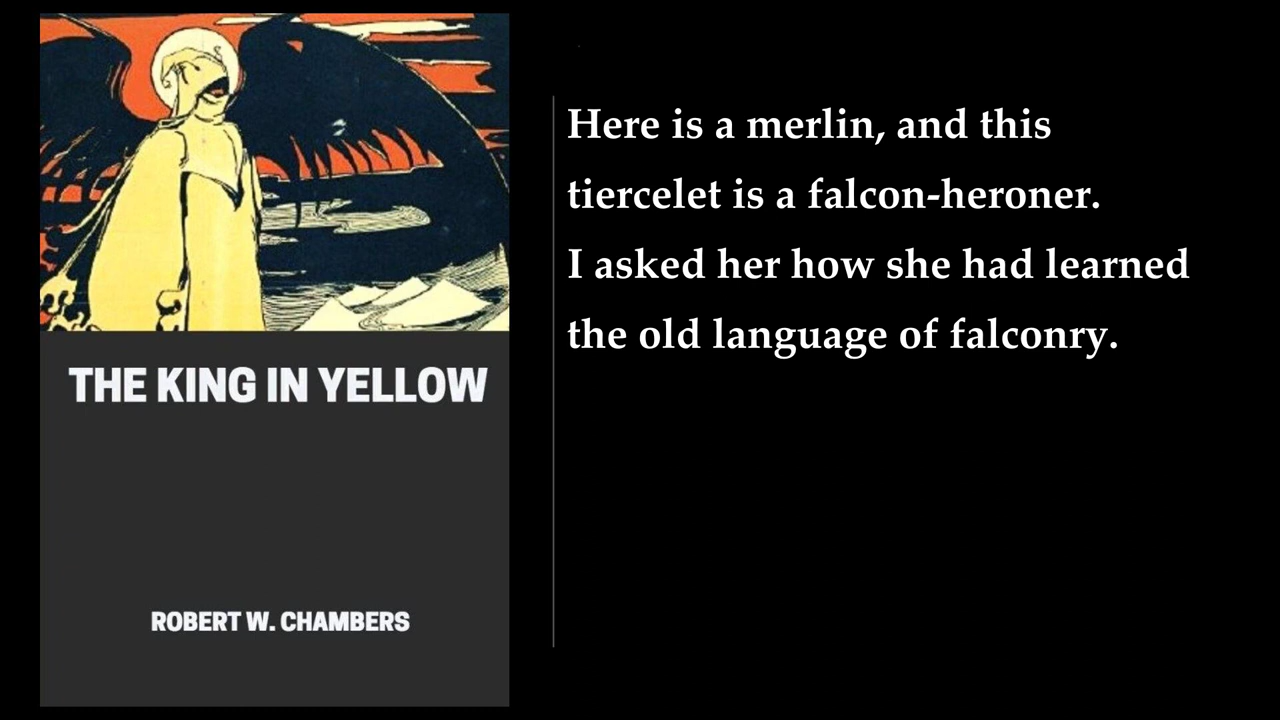 THE KING IN YELLOW
ROBERT W. CHAMBERS
Here is a merlin, and this
tiercelet is a falcon-heroner.
I asked her how she had learned
the old language of falconry.